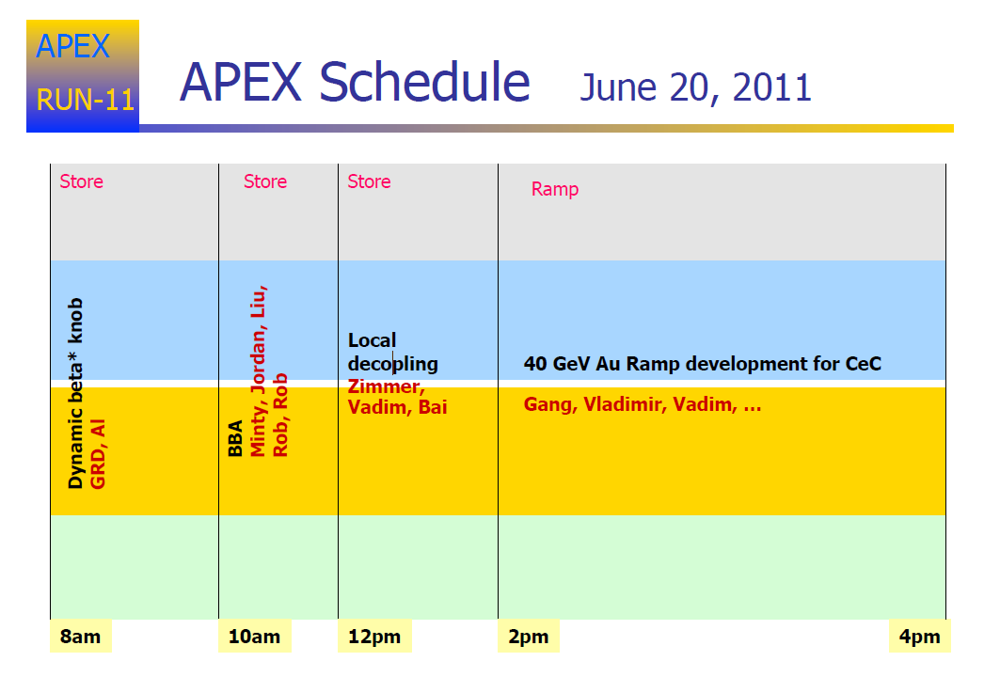 APEX
RUN-11
APEX Schedule June 20, 2011
Store
Store
Store
Ramp
Dynamic beta* knob
GRD, Al
BBA
Minty, Jordan, Liu,
Rob, Rob
Local
decopling
Zimmer,
Vadim, Bai
40 GeV Au Ramp development for CeC
Gang, Vladimir, Vadim, ...
8am
10am
12pm
2pm
4pm